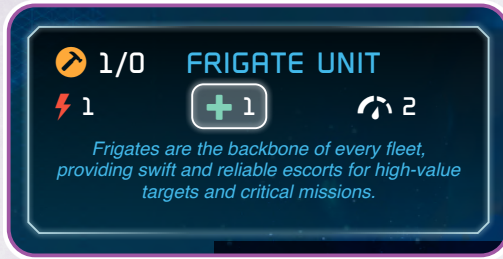 1/0 FRIGATE UNIT
1 1 2
Frigates are the backbone of every fleet,
providing swift and reliable escorts for high-value
targets and critical missions.